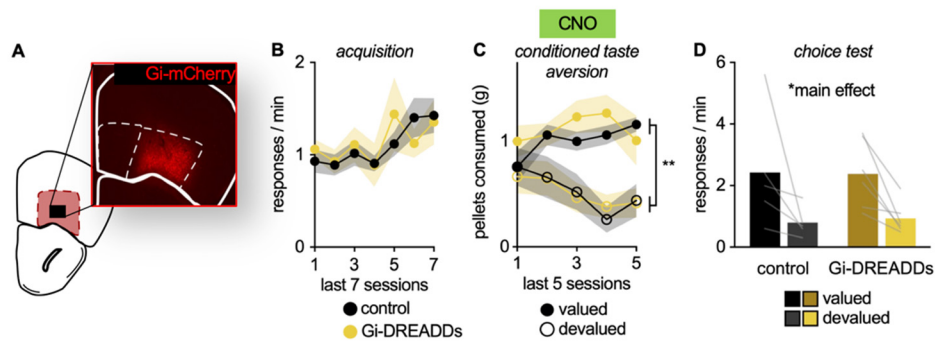 CNO
A
Gi-mCherry
B
acquisition
responses / min
2
1
0
1
3
5
7
last 7 sessions
control
Gi-DREADDs
C
conditioned taste
aversion
pellets consumed (g)
1
0
1
3
5
**
last 5 sessions
valued
devalued
D
choice test
*main effect
responses / min
6
4
2
0
control
Gi-DREADDs
valued
devalued